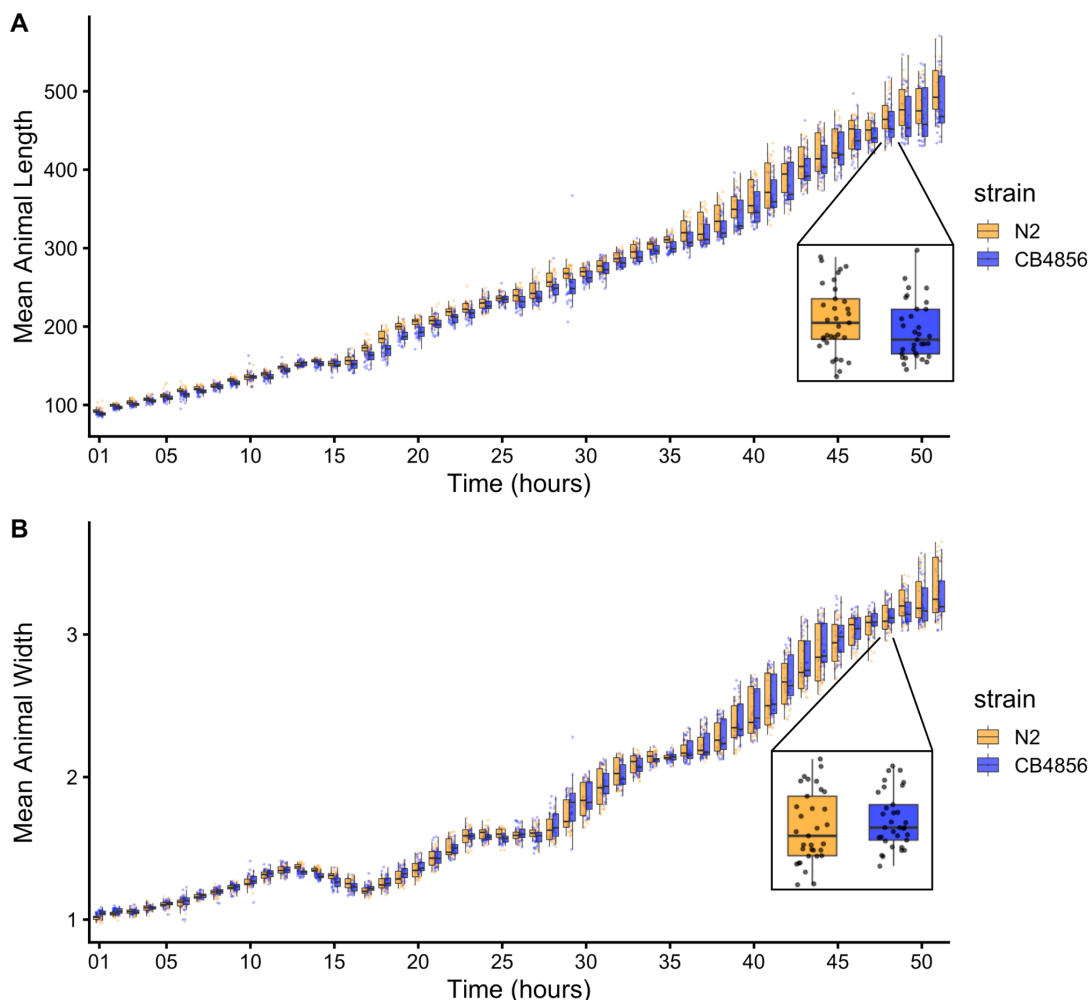 A
Mean Animal Length
500
400
300
200
100
01 05 10 15 20 25 30 35 40 45 50
Time (hours)
strain
N2
CB4856
B
Mean Animal Width
3
2
1
01 05 10 15 20 25 30 35 40 45 50
Time (hours)
strain
N2
CB4856